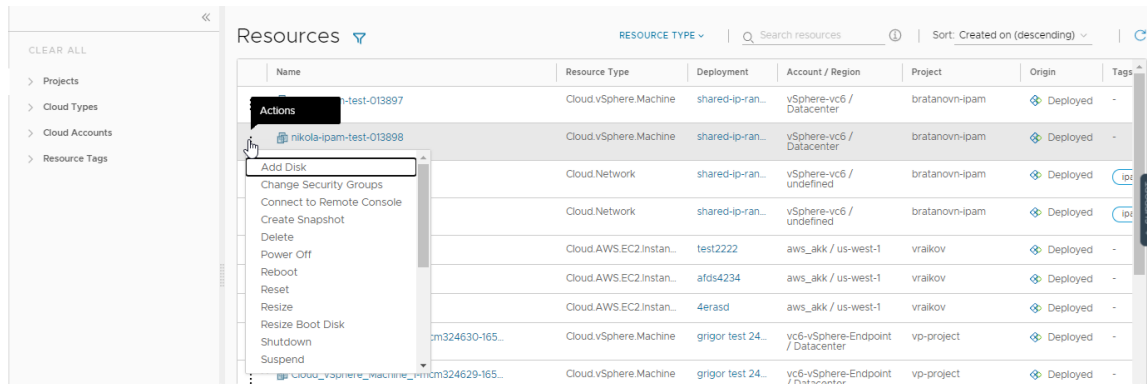 «
CLEAR ALL
> Projects
> Cloud Types
> Cloud Accounts
> Resource Tags
Resources
RESOURCE TYPE
Search resources
Sort: Created on (descending)
Name Resource Type Deployment Account / Region Project Origin Tags
Actions
-test-013897 Cloud.vSphere.Machine shared-ip-ran... vSphere-vc6 / Datacenter bratanovn-ipam Deployed -
nikola-ipam-test-013898 Cloud.vSphere.Machine shared-ip-ran... vSphere-vc6 / Datacenter bratanovn-ipam Deployed -
Cloud.Network shared-ip-ran... vSphere-vc6 / undefined bratanovn-ipam Deployed ipa
Cloud.Network shared-ip-ran... vSphere-vc6 / undefined bratanovn-ipam Deployed ipa
Cloud.AWS.EC2.Instan... test2222 aws_akk / us-west-1 vraikov Deployed -
Cloud.AWS.EC2.Instan... afds4234 aws_akk / us-west-1 vraikov Deployed -
Cloud.AWS.EC2.Instan... 4erasd aws_akk / us-west-1 vraikov Deployed -
cm324630-165... Cloud.vSphere.Machine grigor test 24... vc6-vSphere-Endpoint / Datacenter vp-project Deployed -
Cloud_vSphere_Machine_1-mcm324629-165... Cloud.vSphere.Machine grigor test 24... vc6-vSphere-Endpoint / Datacenter vp-project Deployed -
Add Disk
Change Security Groups
Connect to Remote Console
Create Snapshot
Delete
Power Off
Reboot
Reset
Resize
Resize Boot Disk
Shutdown
Suspend